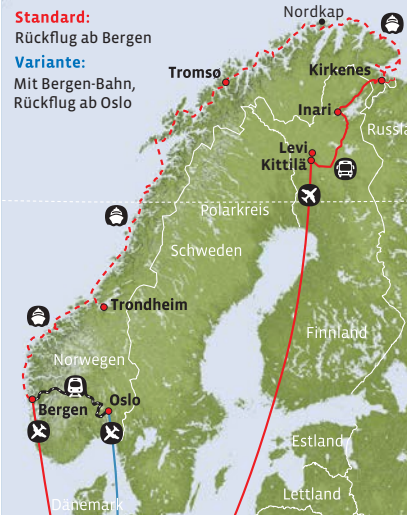 Standard:
Rückflug ab Bergen
Variante:
Mit Bergen-Bahn,
Rückflug ab Oslo
Nordkap
Tromsø
Kirkenes
Inari
Russla
Levi
Kittilä
Polarkreis
Schweden
Trondheim
Finnland
Norwegen
Bergen
Oslo
Estland
Lettland
Dänemark